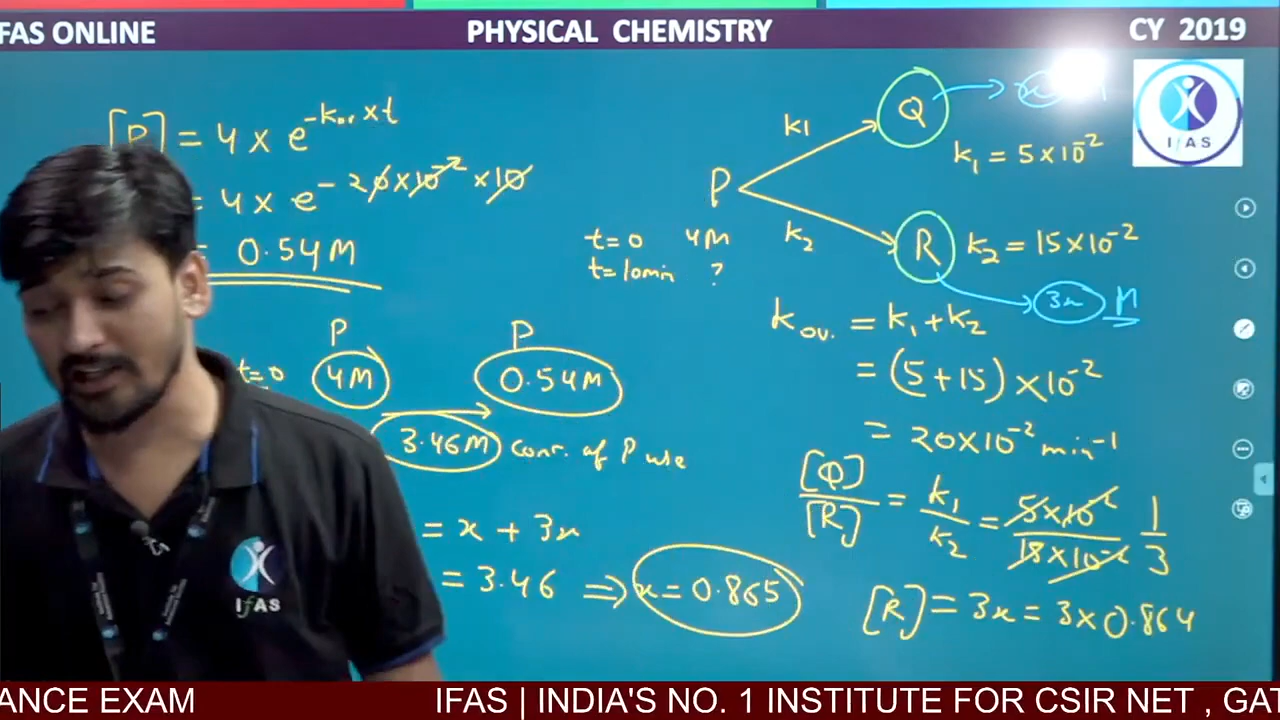 FAS ONLINE
PHYSICAL CHEMISTRY
CY 2019
[P] = 4 × e^{-kov × t}
= 4 × e^{-20×10^{-2}×10}
= 0.54M
P P
t=0 4M 0.54M
3.46M conc. of P use
= x + 3x
= 3.46 ⇒ x = 0.865
k1 Q
k1 = 5×10^{-2}
P
k2 R k2 = 15×10^{-2}
t=0 4M
t=10min ?
3x M
kov. = k1 + k2
= (5+15) ×10^{-2}
= 20×10^{-2} min^{-1}
[Q]/[R] = k1/k2 = 5×10^{-2}/15×10^{-2} 1/3
[R] = 3x = 3×0.864
IfAS
IfAS
ANCE EXAM
IFAS | INDIA'S NO. 1 INSTITUTE FOR CSIR NET , GAT